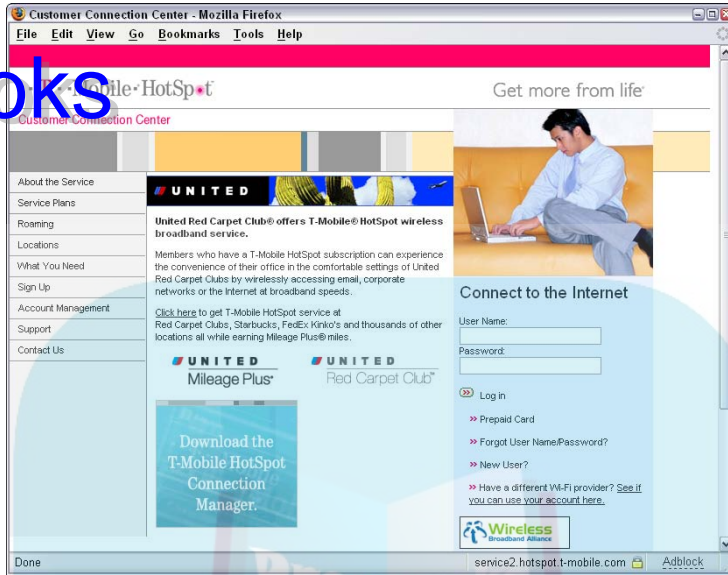 Customer Connection Center - Mozilla Firefox
File Edit View Go Bookmarks Tools Help
oks
T · · Mobile · HotSpot
Get more from life
Customer Connection Center
About the Service
Service Plans
Roaming
Locations
What You Need
Sign Up
Account Management
Support
Contact Us
UNITED
United Red Carpet Club® offers T-Mobile® HotSpot wireless
broadband service.
Members who have a T-Mobile HotSpot subscription can experience
the convenience of their office in the comfortable settings of United
Red Carpet Clubs by wirelessly accessing email, corporate
networks or the Internet at broadband speeds.
Click here to get T-Mobile HotSpot service at
Red Carpet Clubs, Starbucks, FedEx Kinko's and thousands of other
locations all while earning Mileage Plus® miles.
UNITED
Mileage Plus
UNITED
Red Carpet Club
Download the
T-Mobile HotSpot
Connection
Manager.
Connect to the Internet
User Name:
Password:
Log in
Prepaid Card
Forgot User Name/Password?
New User?
Have a different Wi-Fi provider? See if
you can use your account here.
Wireless
Broadband Alliance
Done
service2.hotspot.t-mobile.com
Adblock